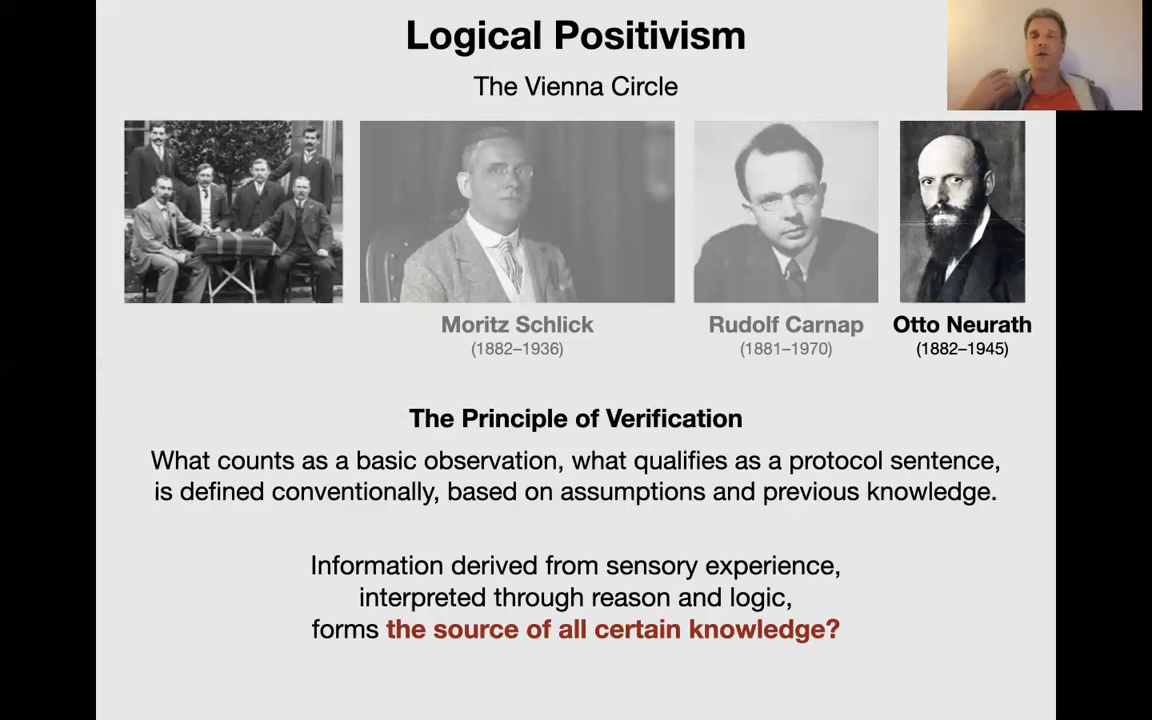 Logical Positivism
The Vienna Circle
Moritz Schlick
(1882–1936)
Rudolf Carnap
(1881–1970)
Otto Neurath
(1882–1945)
The Principle of Verification
What counts as a basic observation, what qualifies as a protocol sentence,
is defined conventionally, based on assumptions and previous knowledge.
Information derived from sensory experience,
interpreted through reason and logic,
forms the source of all certain knowledge?